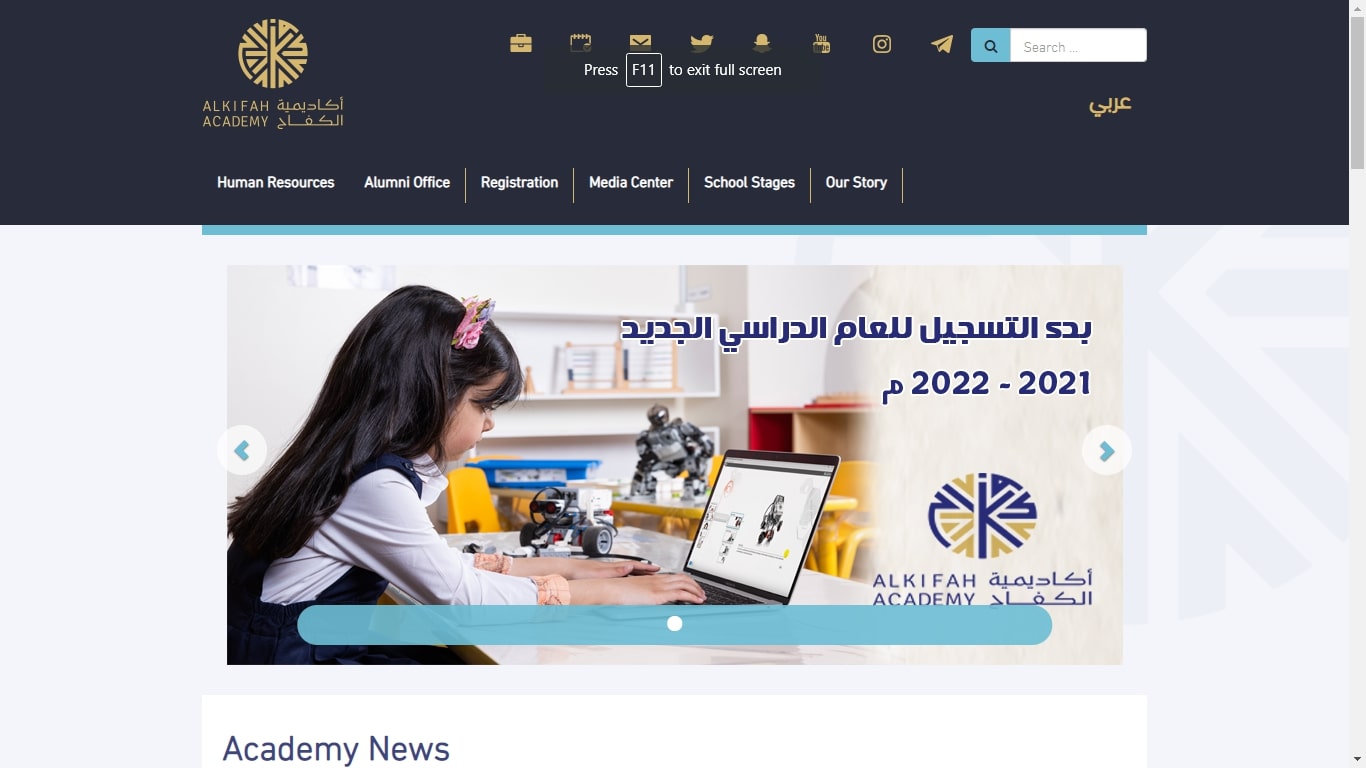 Search ...
Press F11 to exit full screen
ALKIFAH أكاديمية
ACADEMY الكفاح
عربي
Human Resources
Alumni Office
Registration
Media Center
School Stages
Our Story
بدء التسجيل للعام الدراسي الجديد
2021 - 2022 م
ALKIFAH أكاديمية
ACADEMY الكفاح
Academy News